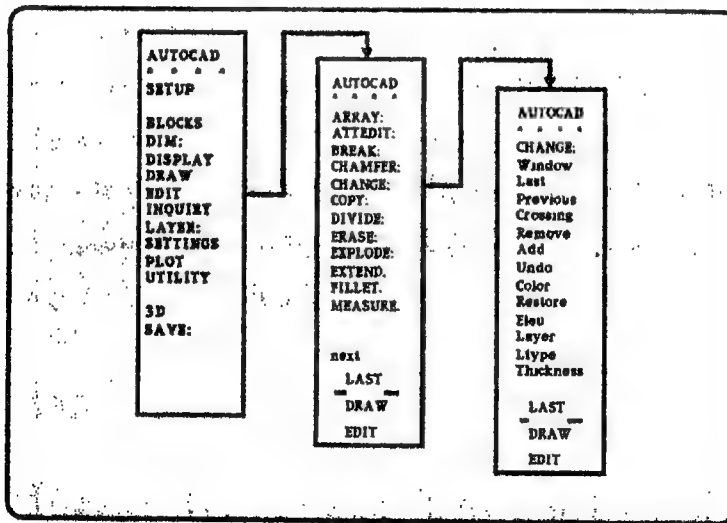 AUTOCAD
* * * *
SETUP
BLOCKS
DIM:
DISPLAY
DRAW
EDIT
INQUIRY
LAYER:
SETTINGS
PLOT
UTILITY
3D
SAVE:
AUTOCAD
* * * *
ARRAY:
ATTEDIT:
BREAK:
CHAMFER:
CHANGE:
COPY:
DIVIDE:
ERASE:
EXPLODE:
EXTEND.
FILLET.
MEASURE.
next
LAST
DRAW
EDIT
AUTOCAD
* * * *
CHANGE:
Window
Last
Previous
Crossing
Remove
Add
Undo
Color
Restore
Eleu
Layer
Ltype
Thickness
LAST
DRAW
EDIT